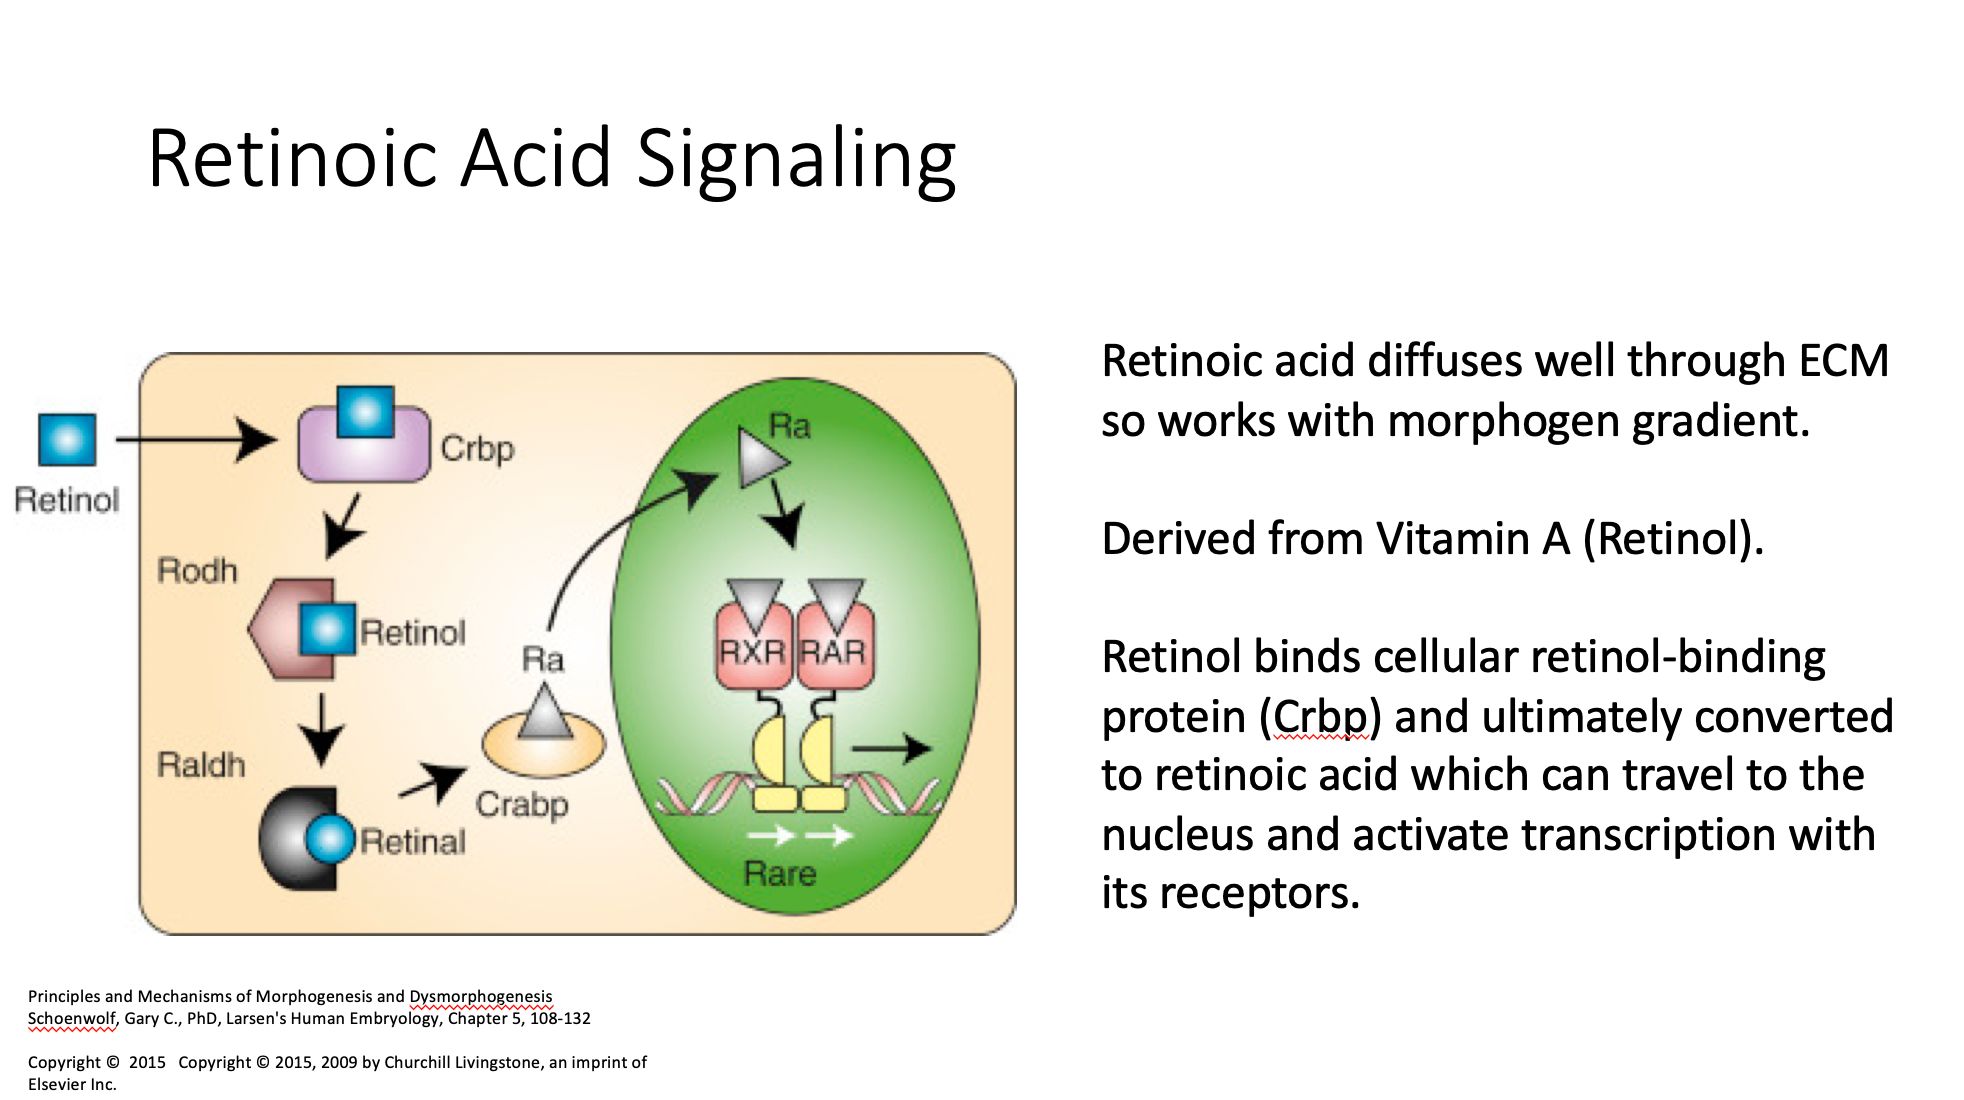 Retinoic Acid Signaling
Retinol
Crbp
Rodh
Retinol
Raldh
Retinal
Ra
Crabp
Ra
RXR
RAR
Rare
Retinoic acid diffuses well through ECM
so works with morphogen gradient.
Derived from Vitamin A (Retinol).
Retinol binds cellular retinol-binding
protein (Crbp) and ultimately converted
to retinoic acid which can travel to the
nucleus and activate transcription with
its receptors.
Principles and Mechanisms of Morphogenesis and Dysmorphogenesis
Schoenwolf, Gary C., PhD, Larsen's Human Embryology, Chapter 5, 108-132
Copyright © 2015 Copyright © 2015, 2009 by Churchill Livingstone, an imprint of
Elsevier Inc.